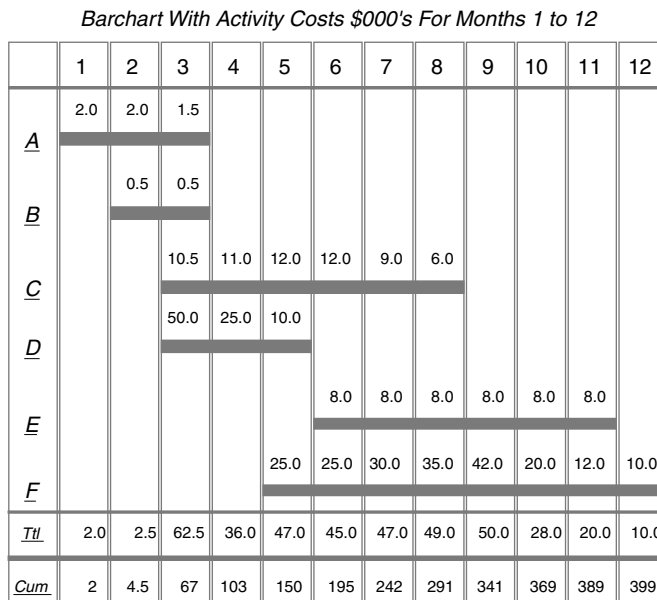 Barchart With Activity Costs $000's For Months 1 to 12
1 2 3 4 5 6 7 8 9 10 11 12
2.0 2.0 1.5
A
0.5 0.5
B
10.5 11.0 12.0 12.0 9.0 6.0
C
50.0 25.0 10.0
D
8.0 8.0 8.0 8.0 8.0 8.0
E
25.0 25.0 30.0 35.0 42.0 20.0 12.0 10.0
F
Ttl 2.0 2.5 62.5 36.0 47.0 45.0 47.0 49.0 50.0 28.0 20.0 10.0
Cum 2 4.5 67 103 150 195 242 291 341 369 389 399